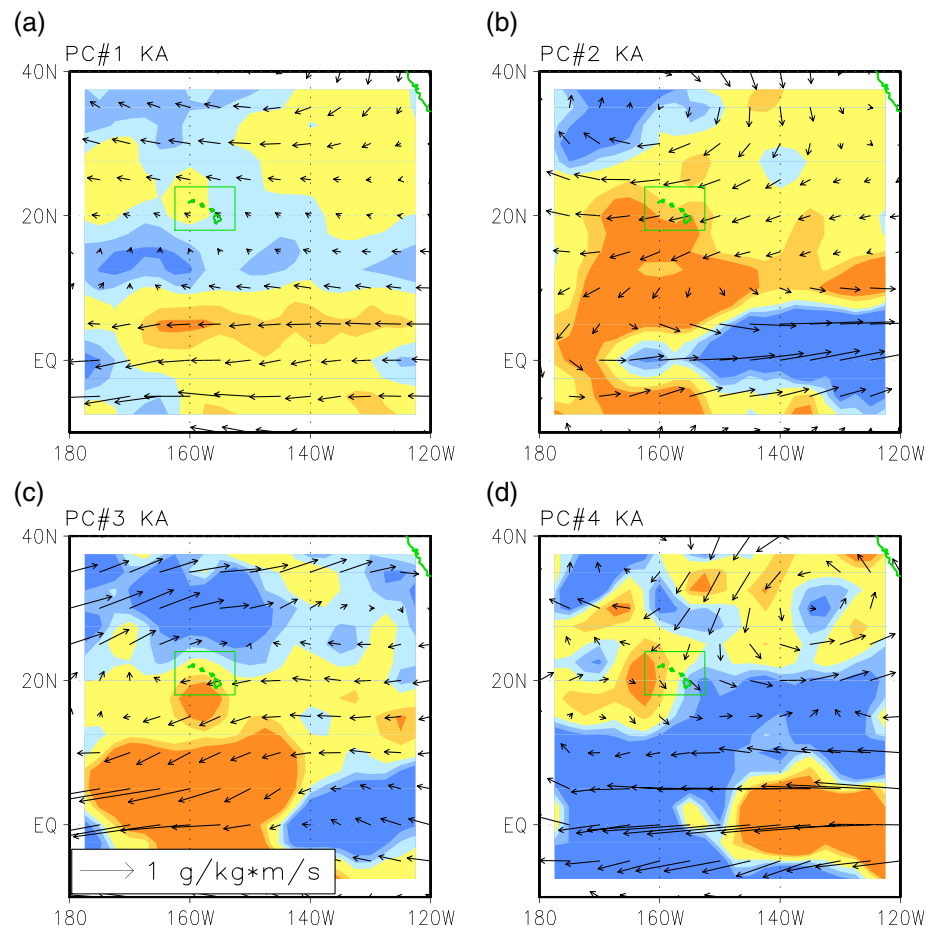 (a)
(b)
PC#1 KA
PC#2 KA
40N
20N
EQ
180 160W 140W 120W
40N
20N
EQ
180 160W 140W 120W
(c)
(d)
PC#3 KA
PC#4 KA
40N
20N
EQ
1 g/kg*m/s
180 160W 140W 120W
40N
20N
EQ
180 160W 140W 120W